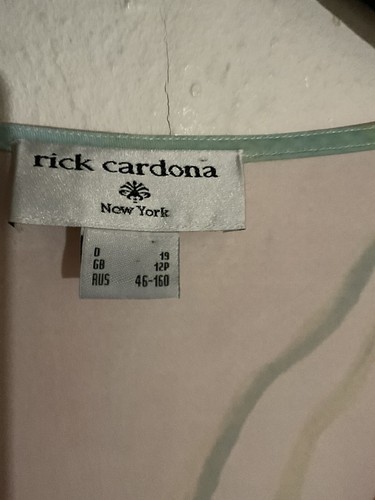 rick cardona
New York
D 19
GB 12P
RUS 46-160